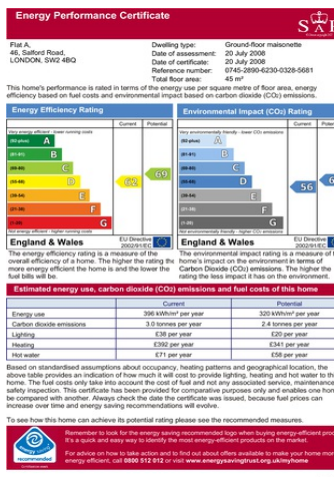 Energy Performance Certificate
SAP
Flat A,
46, Salford Road,
LONDON, SW2 4BQ
Dwelling type: Ground-floor maisonette
Date of assessment: 20 July 2008
Date of certificate: 20 July 2008
Reference number: 0745-2890-6230-0328-5681
Total floor area: 45 m²
This home's performance is rated in terms of the energy use per square metre of floor area, energy
efficiency based on fuel costs and environmental impact based on carbon dioxide (CO₂) emissions.
Energy Efficiency Rating
Current Potential
Very energy efficient - lower running costs
(92-plus) A
(81-91) B
(69-80) C
(55-68) D
(39-54) E
(21-38) F
(1-20) G
62
69
Not energy efficient - higher running costs
England & Wales
EU Directive
2002/91/EC
Environmental Impact (CO₂) Rating
Current Poten
Very environmentally friendly - lower CO₂ emissions
(92-plus) A
(81-91) B
(69-80) C
(55-68) D
(39-54) E
(21-38) F
(1-20) G
56
6
Not environmentally friendly - higher CO₂ emissions
England & Wales
EU Directive
2002/91/EC
The energy efficiency rating is a measure of the
overall efficiency of a home. The higher the rating the
more energy efficient the home is and the lower the
fuel bills will be.
The environmental impact rating is a measure of t
home's impact on the environment in terms of
Carbon Dioxide (CO₂) emissions. The higher the
rating the less impact it has on the environment.
Estimated energy use, carbon dioxide (CO₂) emissions and fuel costs of this home
Current Potential
Energy use 396 kWh/m² per year 320 kWh/m² per year
Carbon dioxide emissions 3.0 tonnes per year 2.4 tonnes per year
Lighting £38 per year £20 per year
Heating £392 per year £341 per year
Hot water £71 per year £58 per year
Based on standardised assumptions about occupancy, heating patterns and geographical location, the
above table provides an indication of how much it will cost to provide lighting, heating and hot water to th
home. The fuel costs only take into account the cost of fuel and not any associated service, maintenance
safety inspection. This certificate has been provided for comparative purposes only and enables one hom
be compared with another. Always check the date the certificate was issued, because fuel prices can
increase over time and energy saving recommendations will evolve.
To see how this home can achieve its potential rating please see the recommended measures.
energy saving
recommended
Remember to look for the energy saving recommended logo when buying energy-efficient prod
It's a quick and easy way to identify the most energy-efficient products on the market.
For advice on how to take action and to find out about offers available to make your home mor
energy efficient, call 0800 512 012 or visit www.energysavingtrust.org.uk/myhome